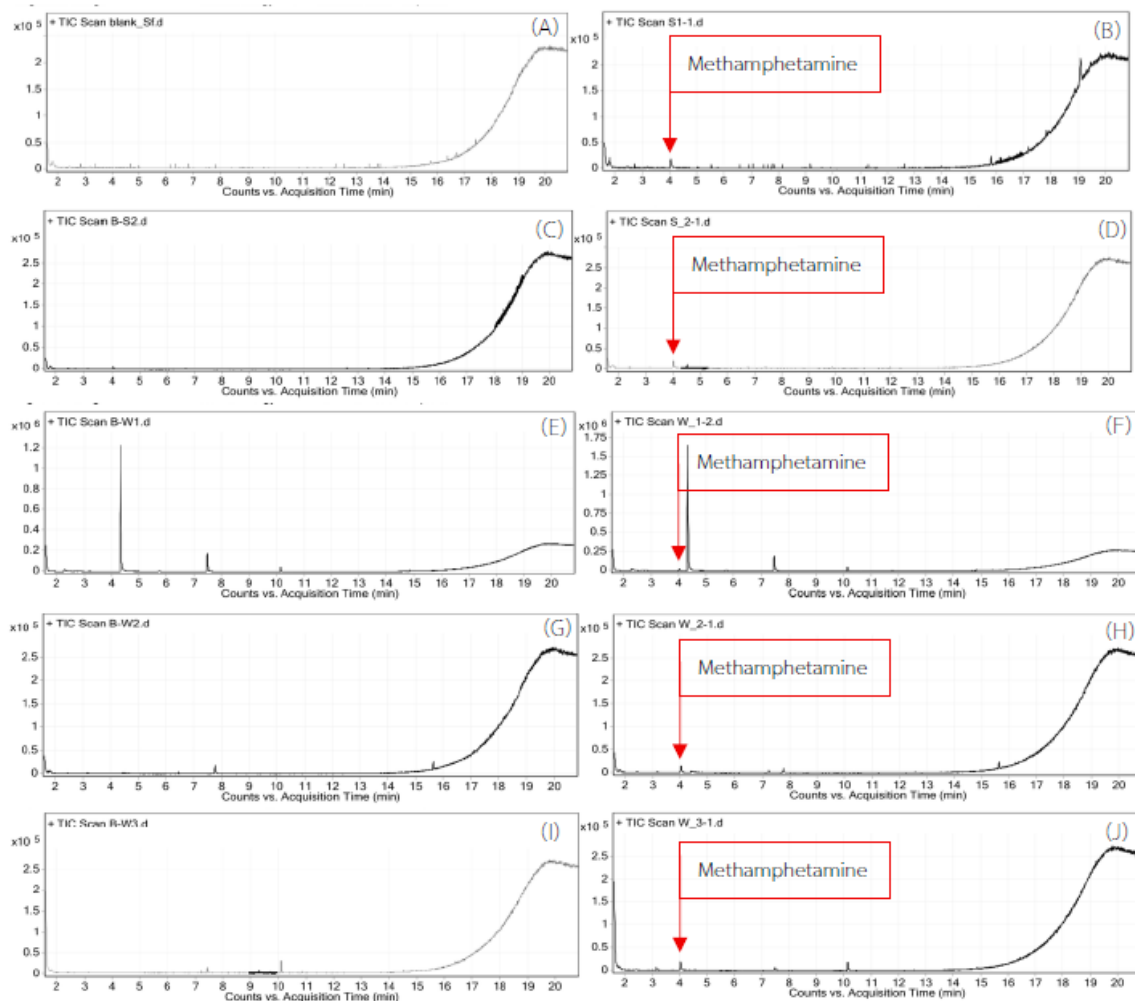 + TIC Scan blank_Sf.d (A)
x10 5
2.5
2
1.5
1
0.5
0
2 3 4 5 6 7 8 9 10 11 12 13 14 15 16 17 18 19 20
Counts vs. Acquisition Time (min)
+ TIC Scan S1-1.d (B)
x10 5
Methamphetamine
2.5
2
1.5
1
0.5
0
2 3 4 5 6 7 8 9 10 11 12 13 14 15 16 17 18 19 20
Counts vs. Acquisition Time (min)
+ TIC Scan B-S2.d (C)
x10 5
2.5
2
1.5
1
0.5
0
2 3 4 5 6 7 8 9 10 11 12 13 14 15 16 17 18 19 20
Counts vs. Acquisition Time (min)
+ TIC Scan S_2-1.d (D)
x10 5
Methamphetamine
2.5
2
1.5
1
0.5
0
2 3 4 5 6 7 8 9 10 11 12 13 14 15 16 17 18 19 20
Counts vs. Acquisition Time (min)
+ TIC Scan B-W1.d (E)
x10 6
1.2
1
0.8
0.6
0.4
0.2
0
2 3 4 5 6 7 8 9 10 11 12 13 14 15 16 17 18 19 20
Counts vs. Acquisition Time (min)
+ TIC Scan W_1-2.d (F)
x10 6
1.75
Methamphetamine
1.5
1.25
1
0.75
0.5
0.25
0
2 3 4 5 6 7 8 9 10 11 12 13 14 15 16 17 18 19 20
Counts vs. Acquisition Time (min)
+ TIC Scan B-W2.d (G)
x10 5
2.5
2
1.5
1
0.5
0
2 3 4 5 6 7 8 9 10 11 12 13 14 15 16 17 18 19 20
Counts vs. Acquisition Time (min)
+ TIC Scan W_2-1.d (H)
x10 5
Methamphetamine
2.5
2
1.5
1
0.5
0
2 3 4 5 6 7 8 9 10 11 12 13 14 15 16 17 18 19 20
Counts vs. Acquisition Time (min)
+ TIC Scan B-W3.d (I)
x10 5
2.5
2
1.5
1
0.5
0
2 3 4 5 6 7 8 9 10 11 12 13 14 15 16 17 18 19 20
Counts vs. Acquisition Time (min)
+ TIC Scan W_3-1.d (J)
x10 5
Methamphetamine
2.5
2
1.5
1
0.5
0
2 3 4 5 6 7 8 9 10 11 12 13 14 15 16 17 18 19 20
Counts vs. Acquisition Time (min)